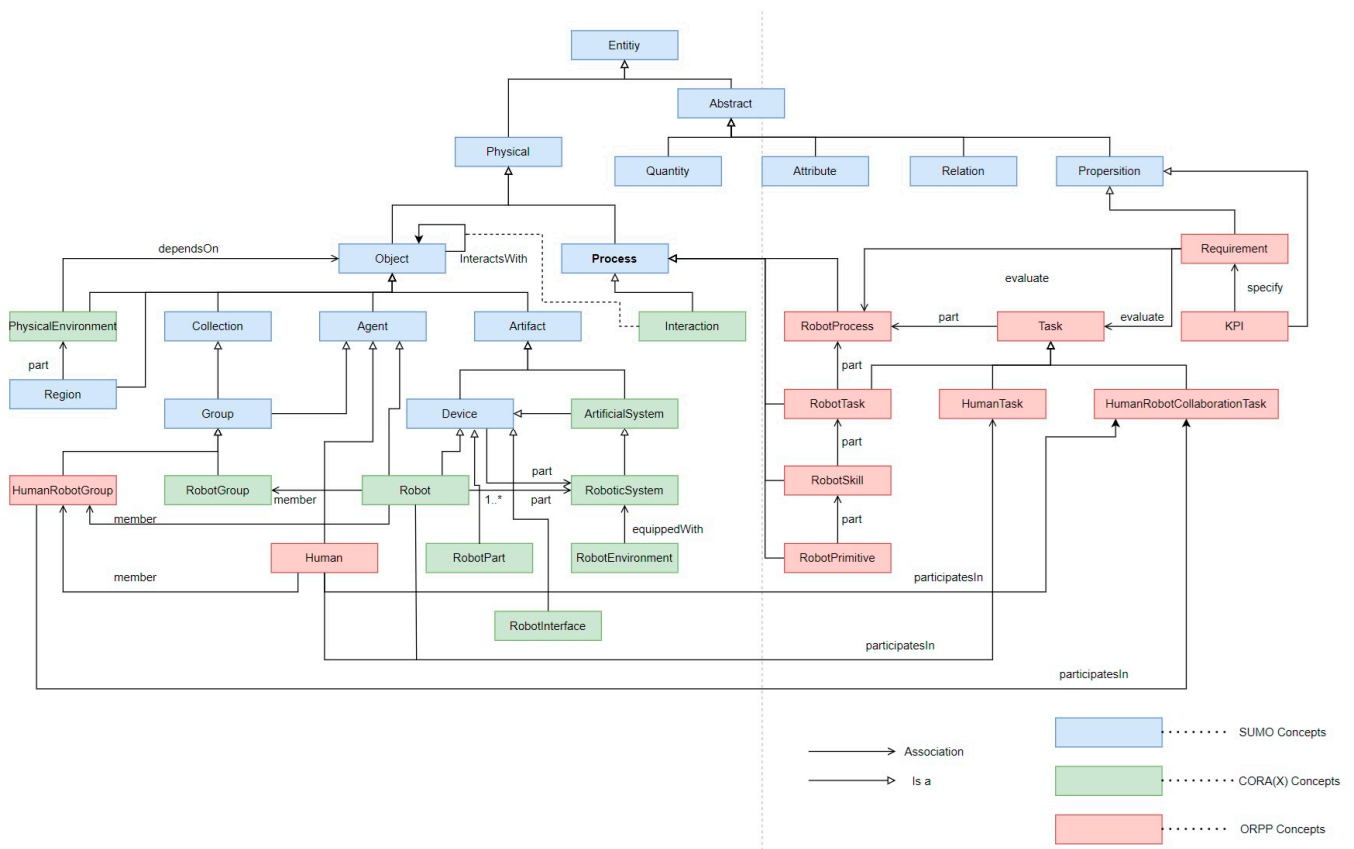 Entitiy
Abstract
Physical
Quantity
Attribute
Relation
Propersition
dependsOn
Object
InteractsWith
Process
Requirement
evaluate
specify
PhysicalEnvironment
Collection
Agent
Artifact
Interaction
RobotProcess
part
Task
evaluate
KPI
part
part
Region
Group
Device
ArtificialSystem
RobotTask
HumanTask
HumanRobotCollaborationTask
part
part
HumanRobotGroup
RobotGroup
member
Robot
1..*
part
RoboticSystem
RobotSkill
member
part
equippedWith
Human
RobotPart
RobotEnvironment
RobotPrimitive
member
participatesIn
RobotInterface
participatesIn
participatesIn
Association
Is a
SUMO Concepts
CORA(X) Concepts
ORPP Concepts